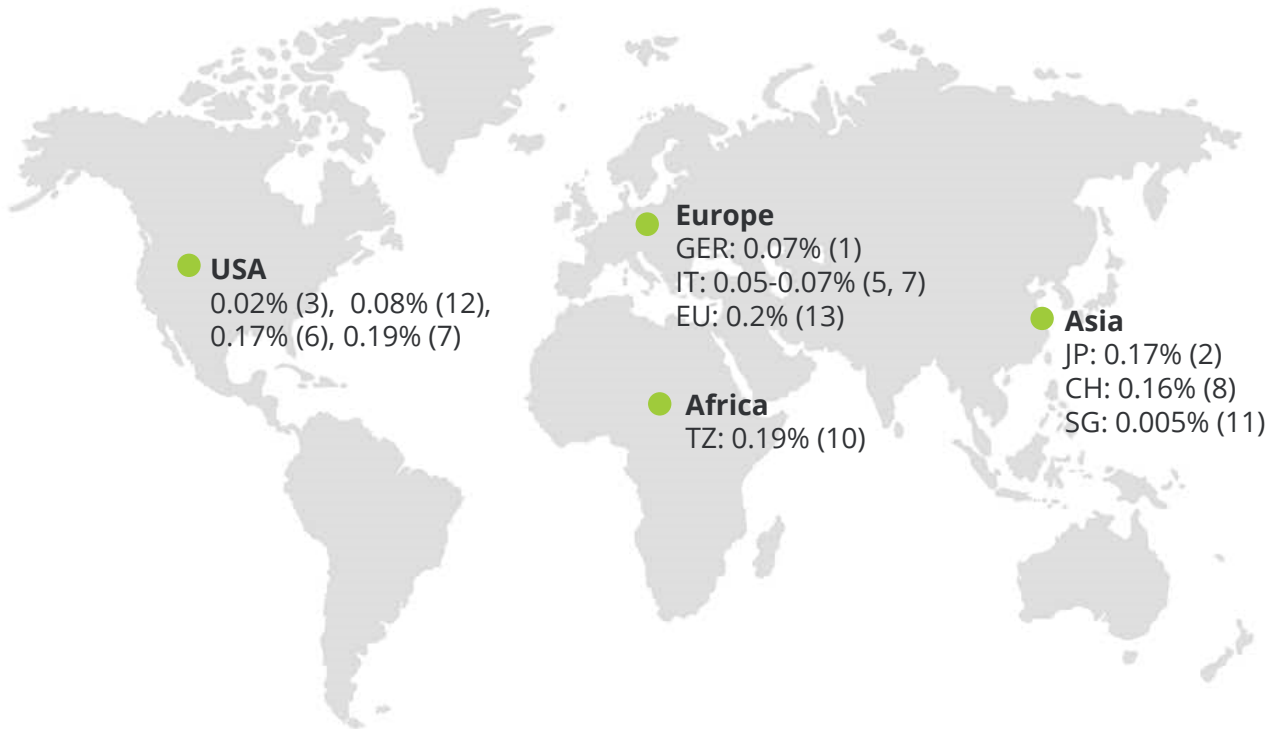 USA
0.02% (3),  0.08% (12),
0.17% (6), 0.19% (7)
Europe
GER: 0.07% (1)
IT: 0.05-0.07% (5, 7)
EU: 0.2% (13)
Africa
TZ: 0.19% (10)
Asia
JP: 0.17% (2)
CH: 0.16% (8)
SG: 0.005% (11)